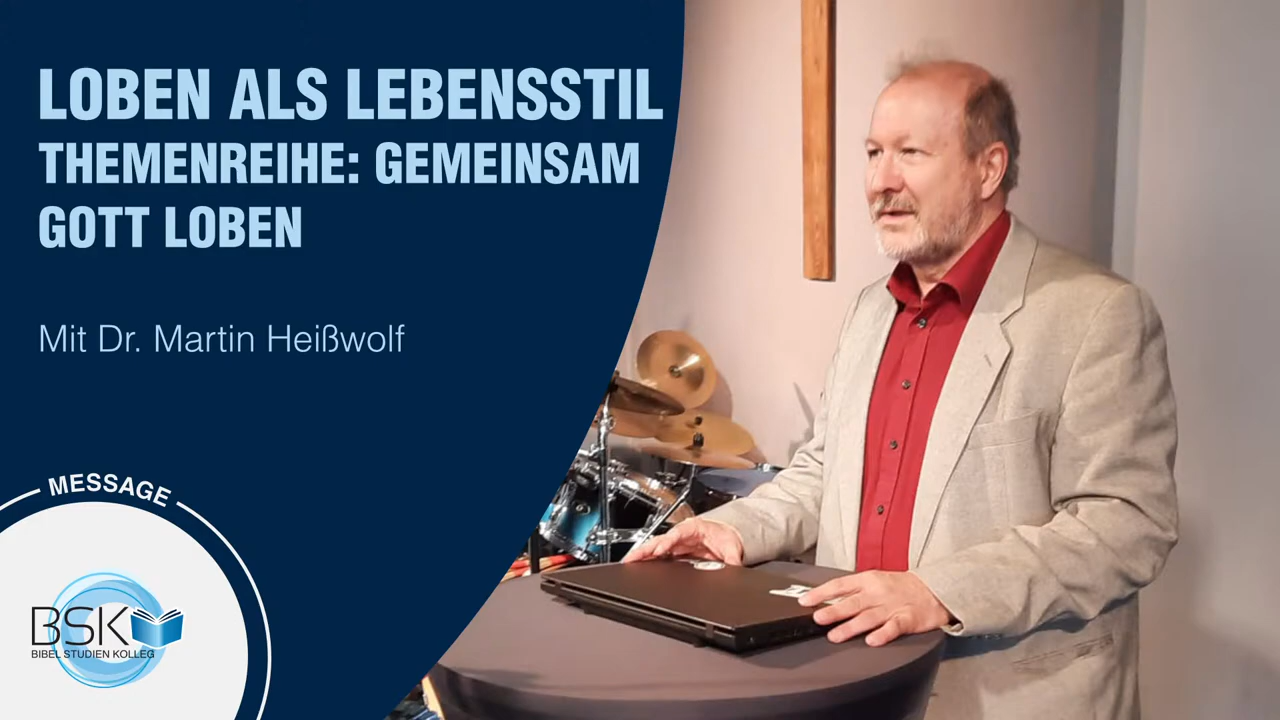 LOBEN ALS LEBENSSTIL
THEMENREIHE: GEMEINSAM
GOTT LOBEN
Mit Dr. Martin Heißwolf
MESSAGE
BSK
BIBEL STUDIEN KOLLEG